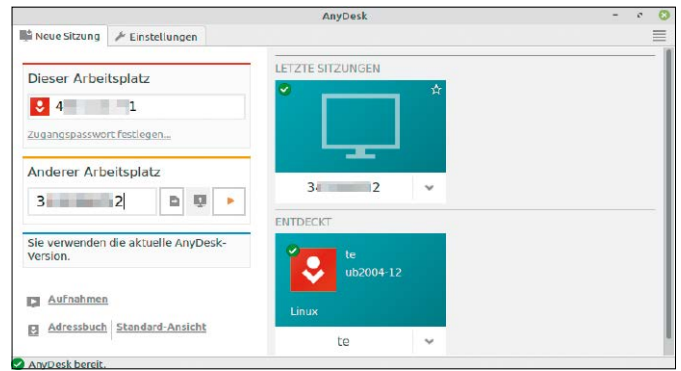 AnyDesk
Neue Sitzung
Einstellungen
Dieser Arbeitsplatz
4 1
Zugangspasswort festlegen...
Anderer Arbeitsplatz
3 2
Sie verwenden die aktuelle AnyDesk-
Version.
Aufnahmen
Adressbuch Standard-Ansicht
AnyDesk bereit.
LETZTE SITZUNGEN
34 2
ENTDECKT
te
ub2004-12
Linux
te